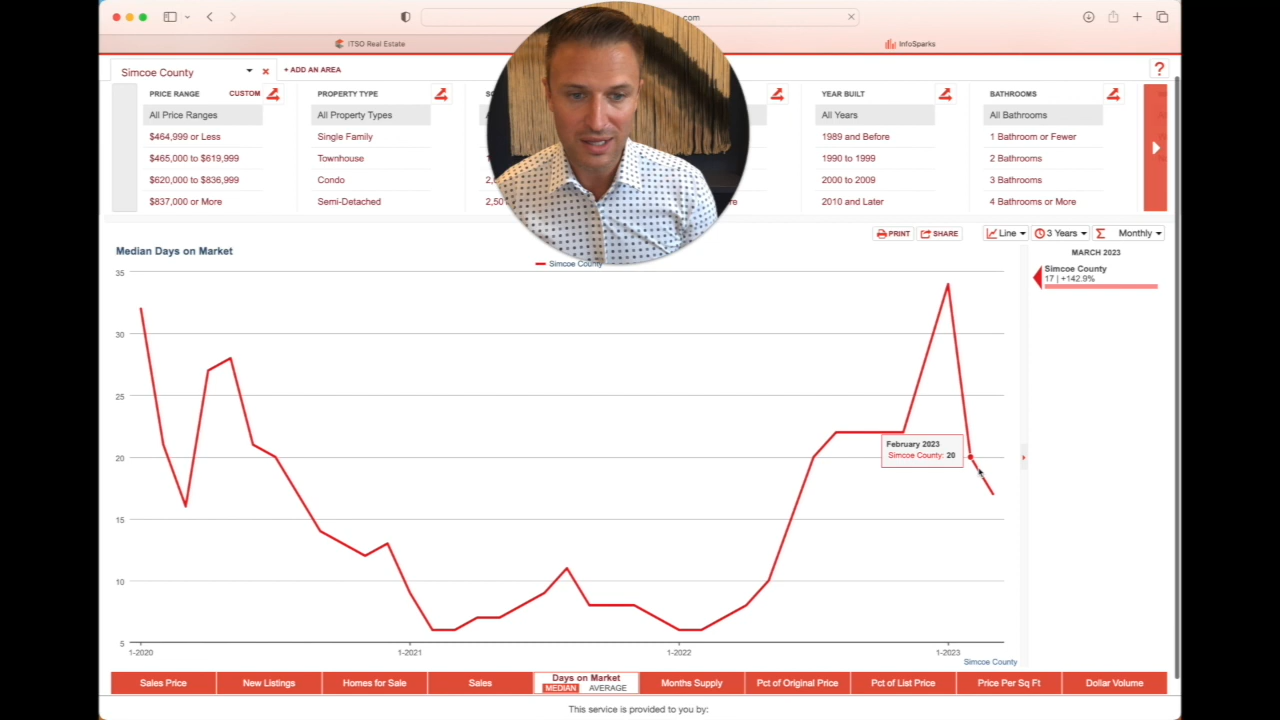 .com
ITSO Real Estate
InfoSparks
Simcoe County
+ ADD AN AREA
?
PRICE RANGE
CUSTOM
All Price Ranges
$464,999 or Less
$465,000 to $619,999
$620,000 to $836,999
$837,000 or More
PROPERTY TYPE
All Property Types
Single Family
Townhouse
Condo
Semi-Detached
YEAR BUILT
All Years
1989 and Before
1990 to 1999
2000 to 2009
2010 and Later
BATHROOMS
All Bathrooms
1 Bathroom or Fewer
2 Bathrooms
3 Bathrooms
4 Bathrooms or More
PRINT
SHARE
Line
3 Years
Σ Monthly
Median Days on Market
Simcoe County
MARCH 2023
Simcoe County
17 | +142.9%
35
30
25
20
15
10
5
February 2023
Simcoe County: 20
1-2020
1-2021
1-2022
1-2023
Simcoe County
Sales Price
New Listings
Homes for Sale
Sales
Days on Market
MEDIAN AVERAGE
Months Supply
Pct of Original Price
Pct of List Price
Price Per Sq Ft
Dollar Volume
This service is provided to you by: